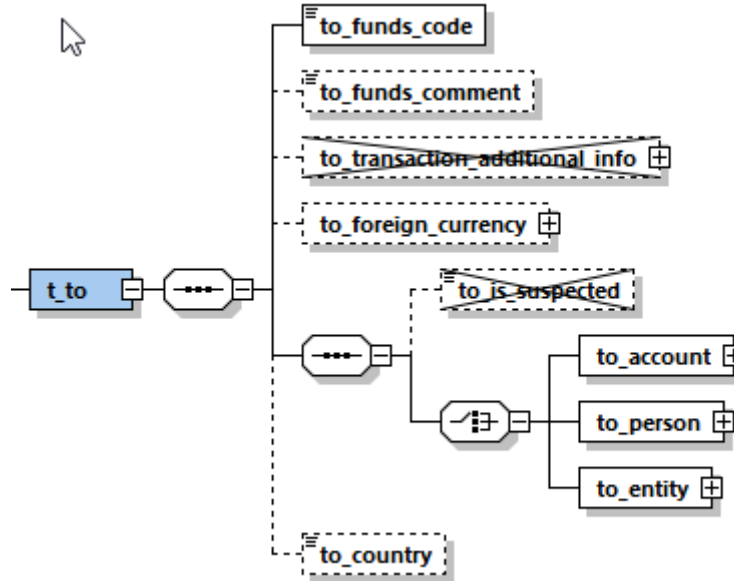 to_funds_code
to_funds_comment
to_transaction_additional_info
to_foreign_currency
t_to
to_is_suspected
to_account
to_person
to_entity
to_country